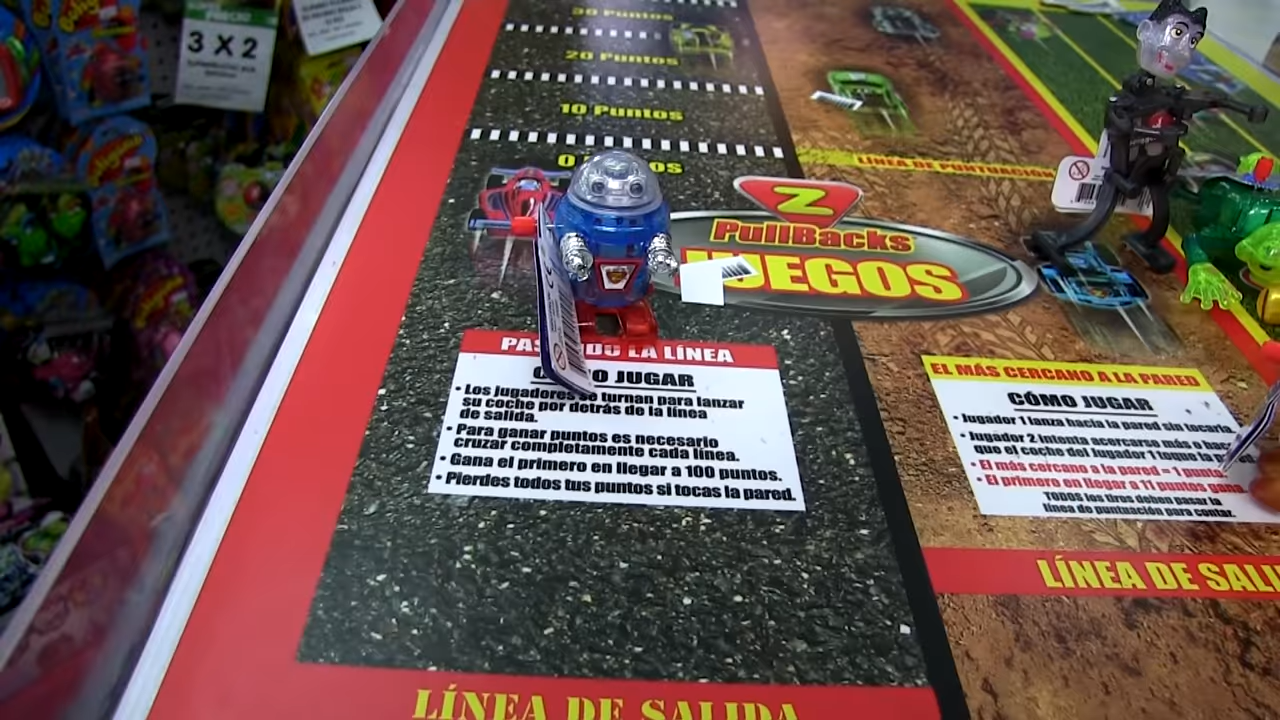 3 X 2
30 Puntos
20 Puntos
10 Puntos
LÍNEA DE PUNTUACIÓN
Z
PullBacks
JUEGOS
LA LÍNEA
JUGAR
• Los jugadores se turnan para lanzar
su coche por detrás de la línea
de salida.
• Para ganar puntos es necesario
cruzar completamente cada línea.
• Gana el primero en llegar a 100 puntos.
• Pierdes todos tus puntos si tocas la pared.
LÍNEA DE SALIDA
EL MÁS CERCANO A LA PARED
CÓMO JUGAR
• Jugador 1 lanza hacia la pared sin tocarla.
• Jugador 2 intenta acercarse más o
que el coche del Jugador 1 toque la
• El más cercano a la pared = 1 punto.
• El primero en llegar a 11 puntos gana.
TODOS los tiros deben pasar la
línea de puntuación para contar.
LÍNEA DE